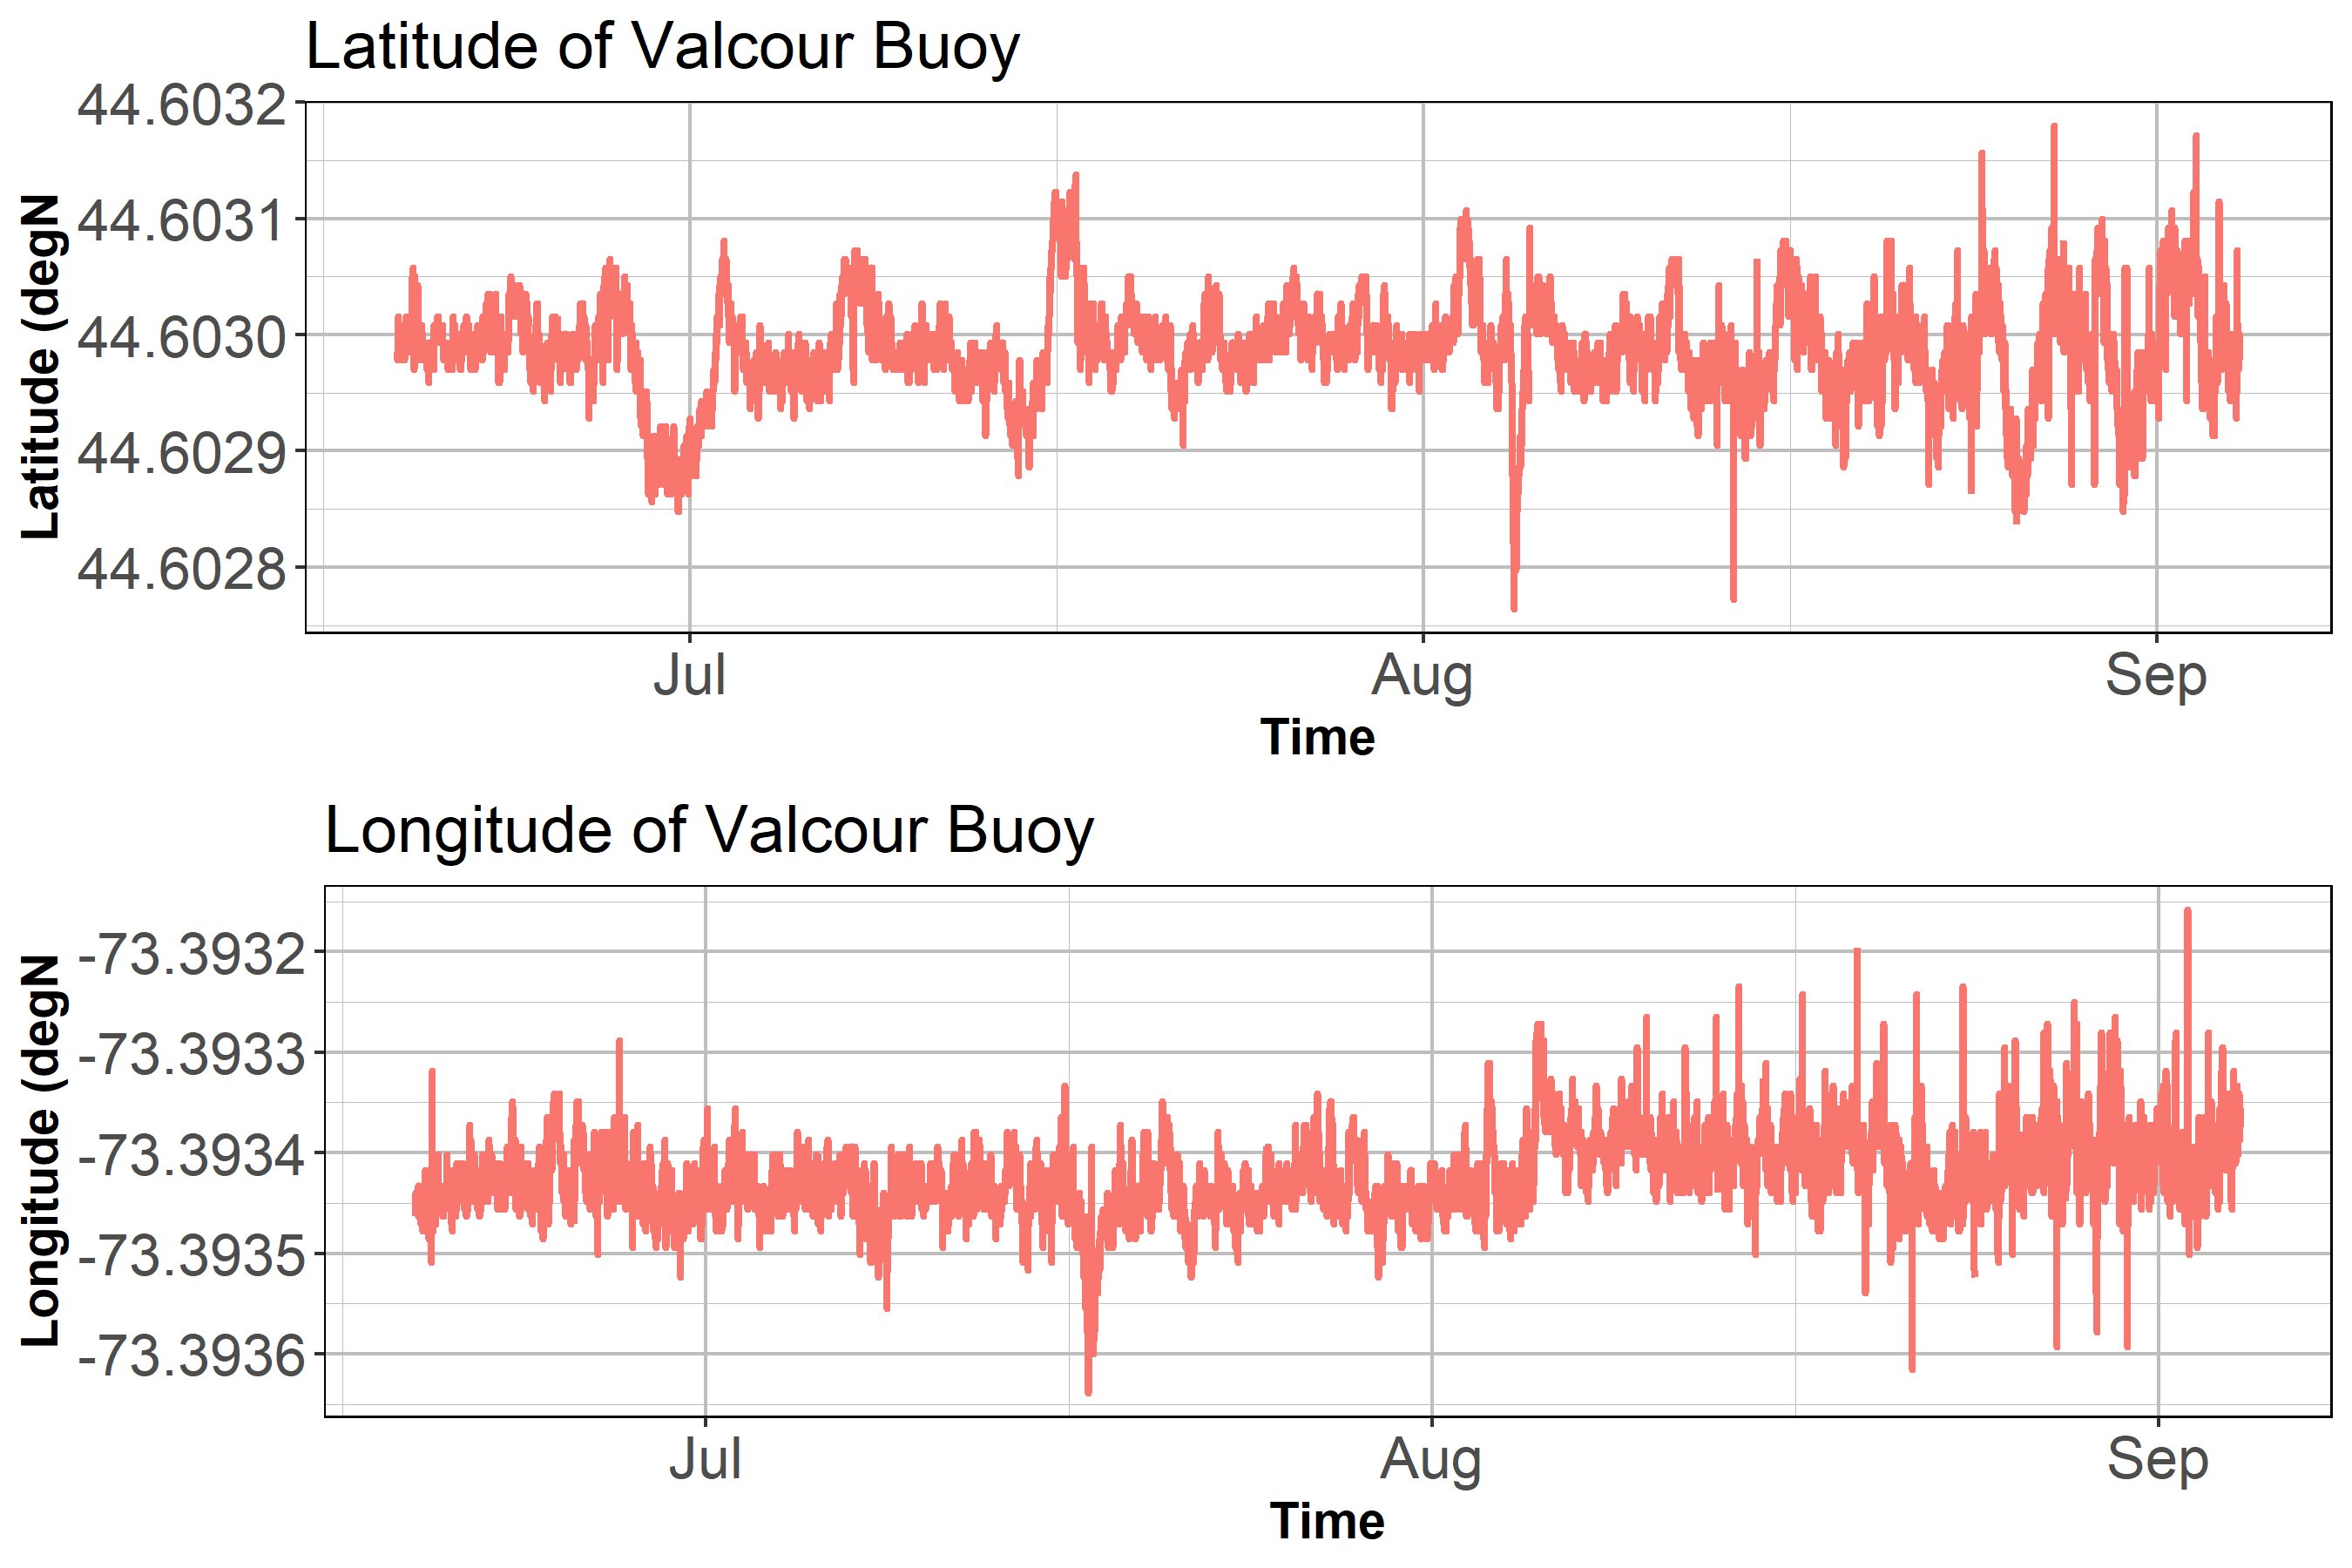 Latitude of Valcour Buoy
Latitude (degN
44.6032
44.6031
44.6030
44.6029
44.6028
Jul Aug Sep
Time
Longitude of Valcour Buoy
Longitude (degN
-73.3932
-73.3933
-73.3934
-73.3935
-73.3936
Jul Aug Sep
Time